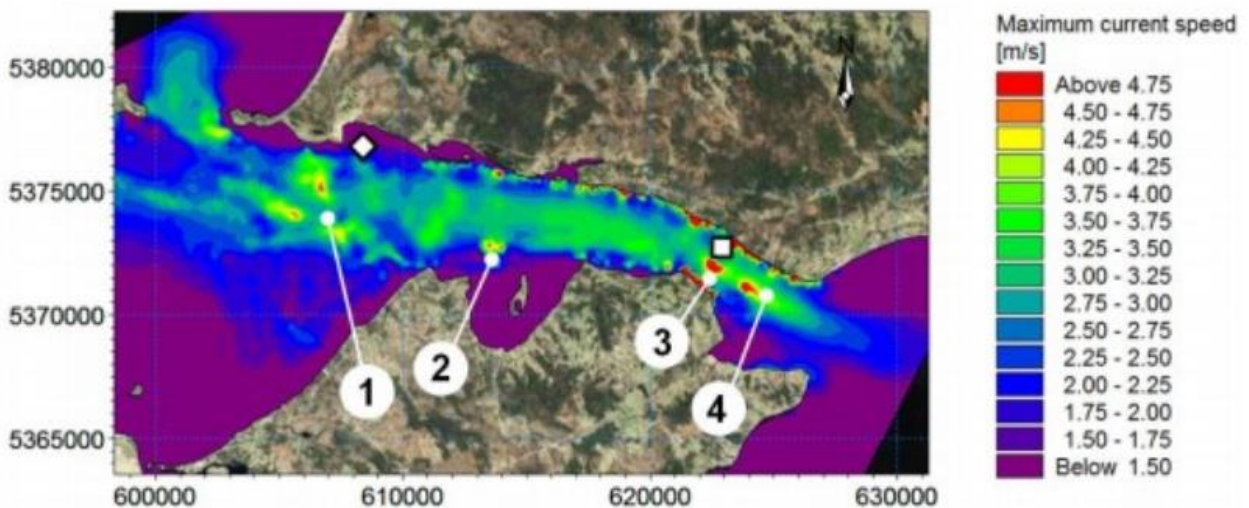 Maximum current speed
[m/s]
Above 4.75
4.50 - 4.75
4.25 - 4.50
4.00 - 4.25
3.75 - 4.00
3.50 - 3.75
3.25 - 3.50
3.00 - 3.25
2.75 - 3.00
2.50 - 2.75
2.25 - 2.50
2.00 - 2.25
1.75 - 2.00
1.50 - 1.75
Below 1.50
N
5380000
5375000
5370000
5365000
1
2
3
4
600000
610000
620000
630000